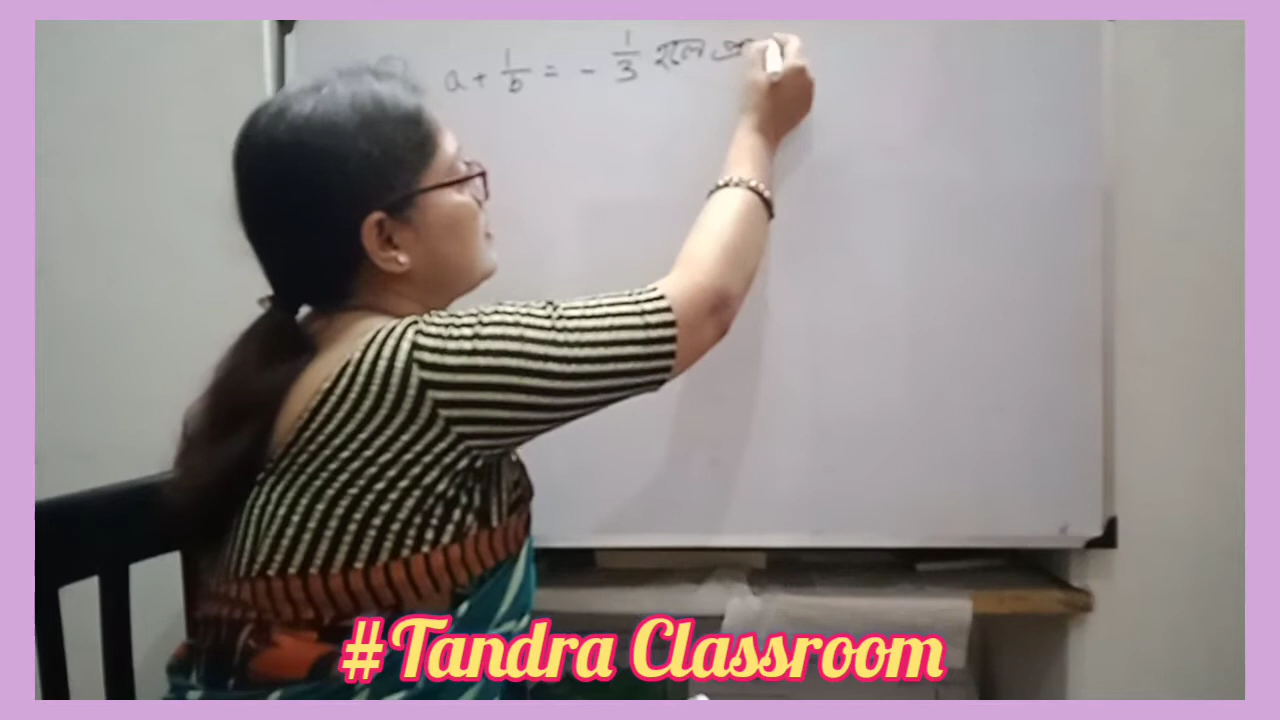 a + 1/b = - 1/3 হলে
#Tandra Classroom